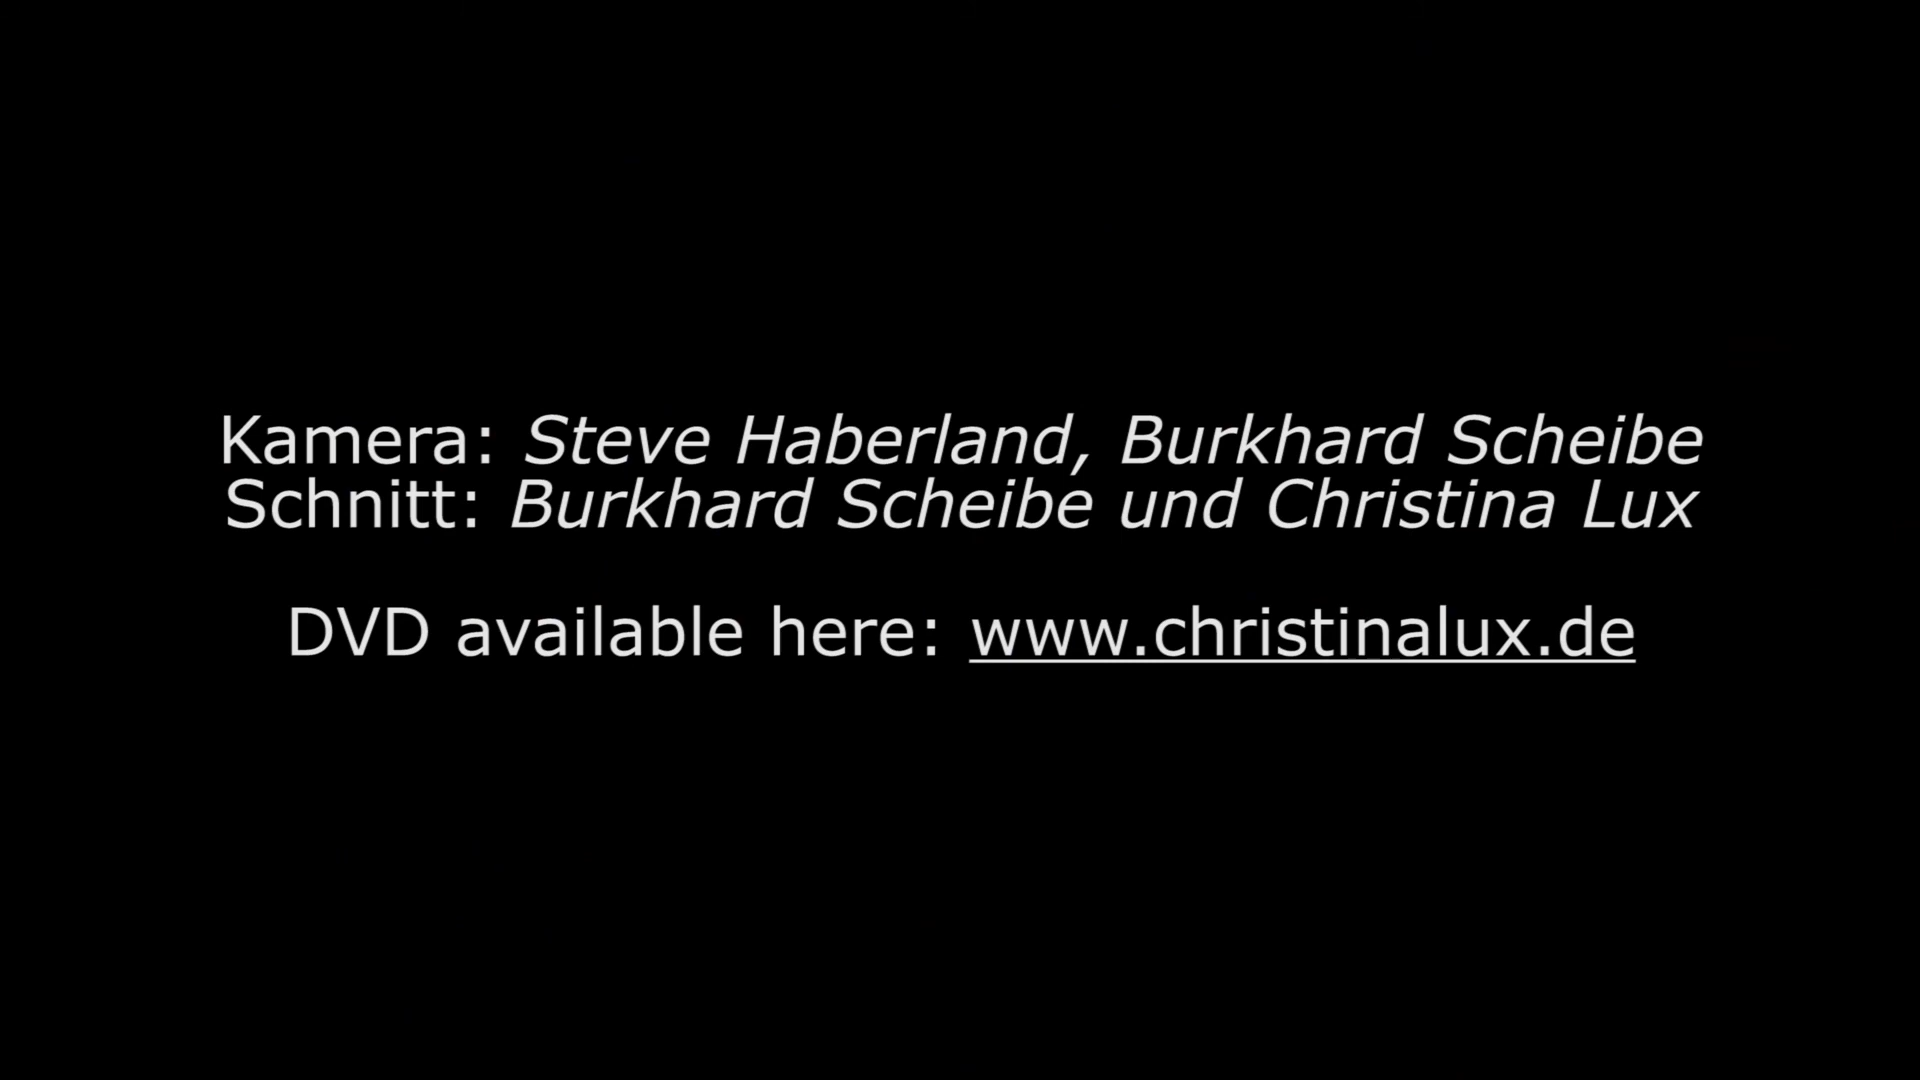 Kamera: Steve Haberland, Burkhard Scheibe
Schnitt: Burkhard Scheibe und Christina Lux
DVD available here: www.christinalux.de